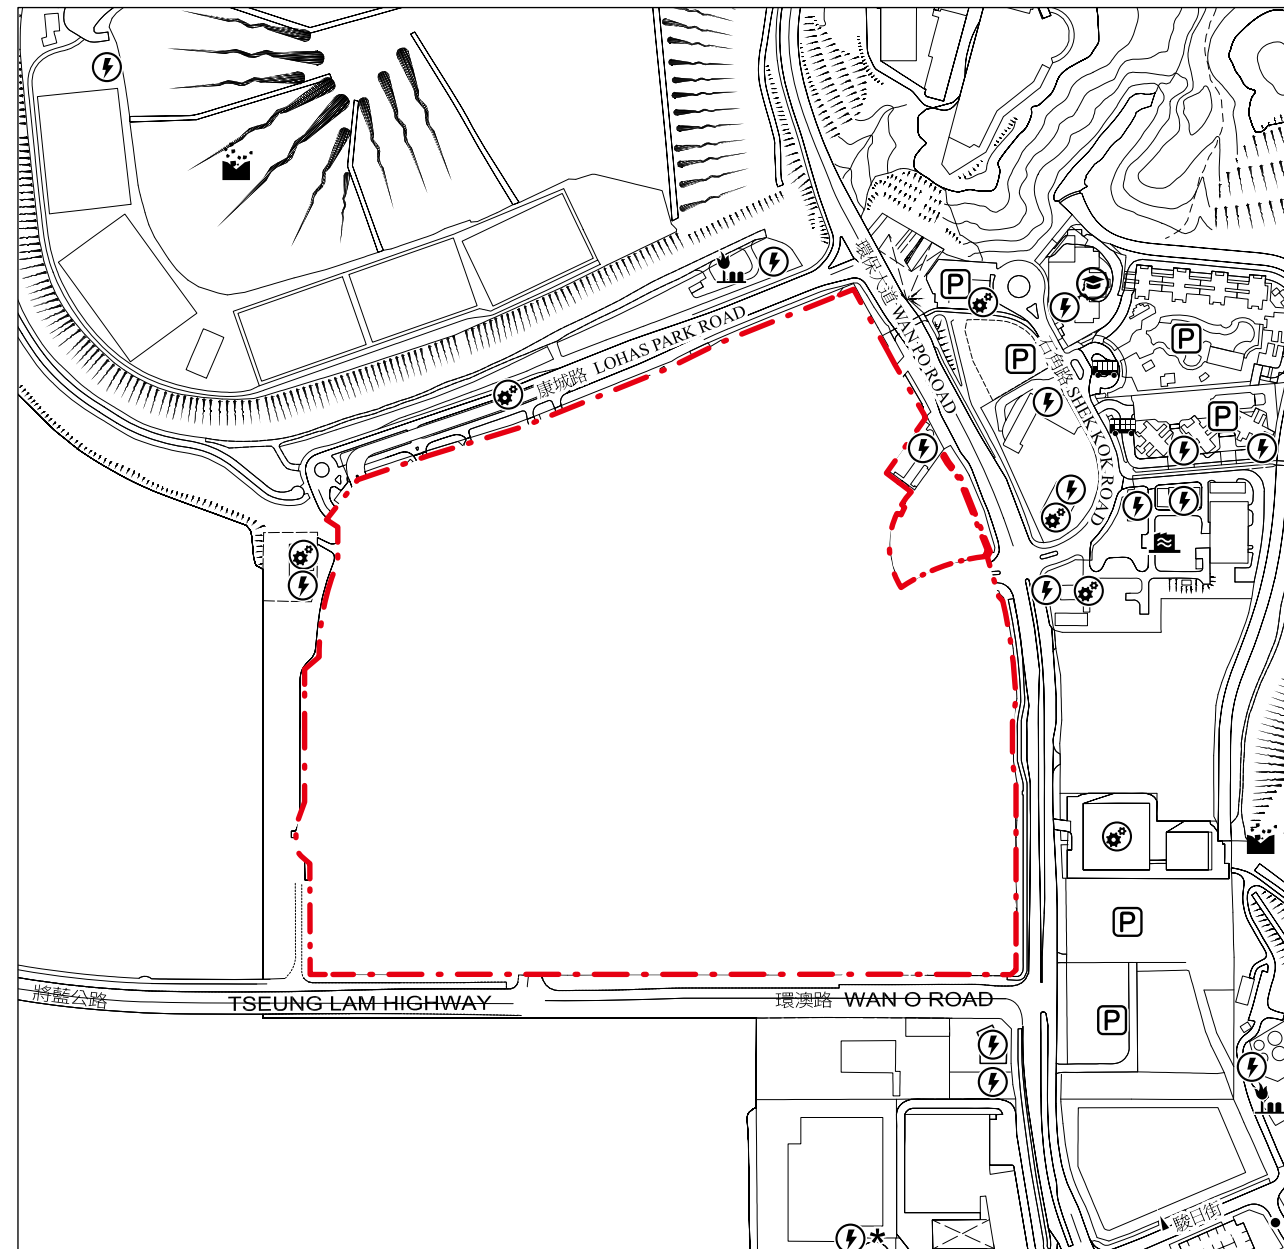 環保大道 WAN PO ROAD
康城路 LOHAS PARK ROAD
石角路 SHEK KOK ROAD
P
P
P
P
P
P
將藍公路
TSEUNG LAM HIGHWAY
環澳路 WAN O ROAD
駿日街
*